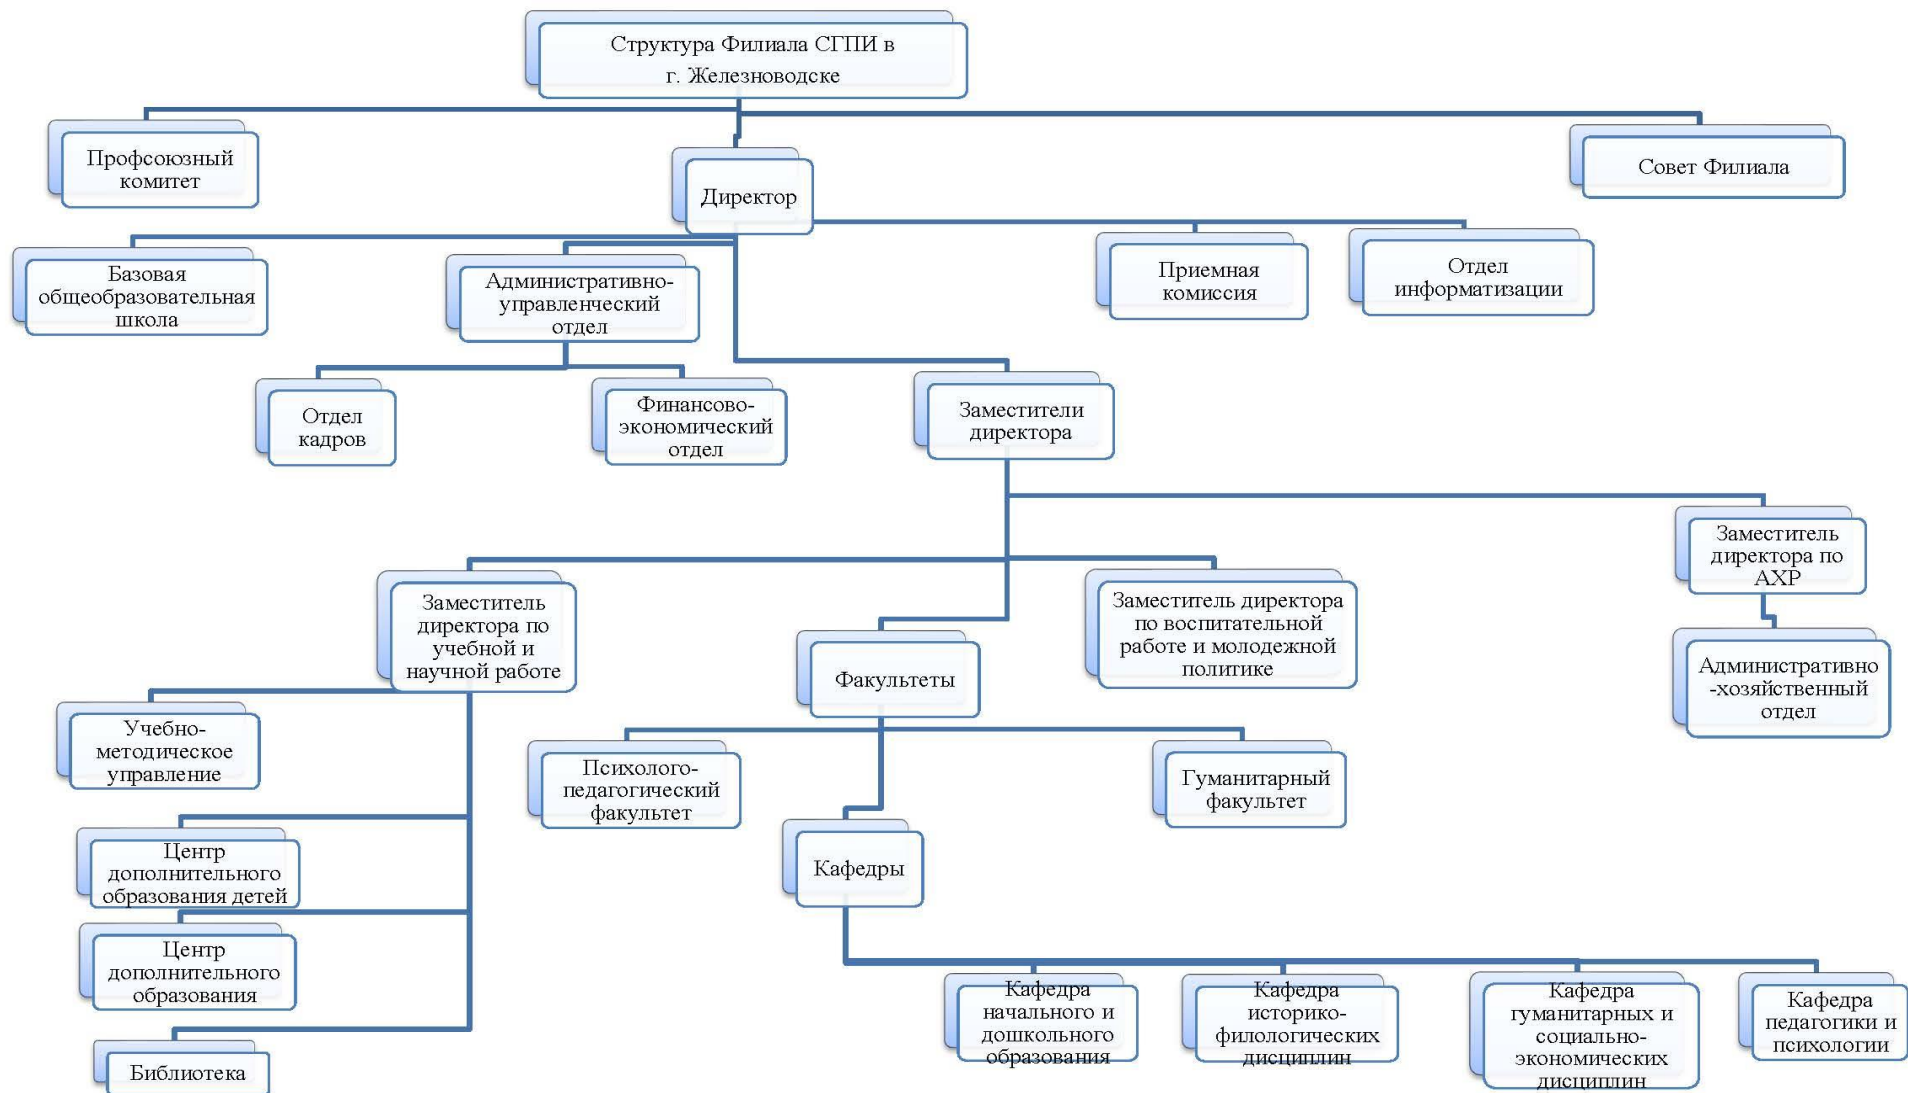 Структура Филиала СГПИ в
г. Железноводске
Профсоюзный
комитет
Директор
Совет Филиала
Базовая
общеобразовательная
школа
Административно-
управленческий
отдел
Приемная
комиссия
Отдел
информатизации
Отдел
кадров
Финансово-
экономический
отдел
Заместители
директора
Заместитель
директора по
АХР
Заместитель
директора по
учебной и
научной работе
Факультеты
Заместитель директора
по воспитательной
работе и молодежной
политике
Административно
-хозяйственный
отдел
Учебно-
методическое
управление
Психолого-
педагогический
факультет
Гуманитарный
факультет
Центр
дополнительного
образования детей
Кафедры
Центр
дополнительного
образования
Кафедра
начального и
дошкольного
образования
Кафедра
историко-
филологических
дисциплин
Кафедра
гуманитарных и
социально-
экономических
дисциплин
Кафедра
педагогики и
психологии
Библиотека